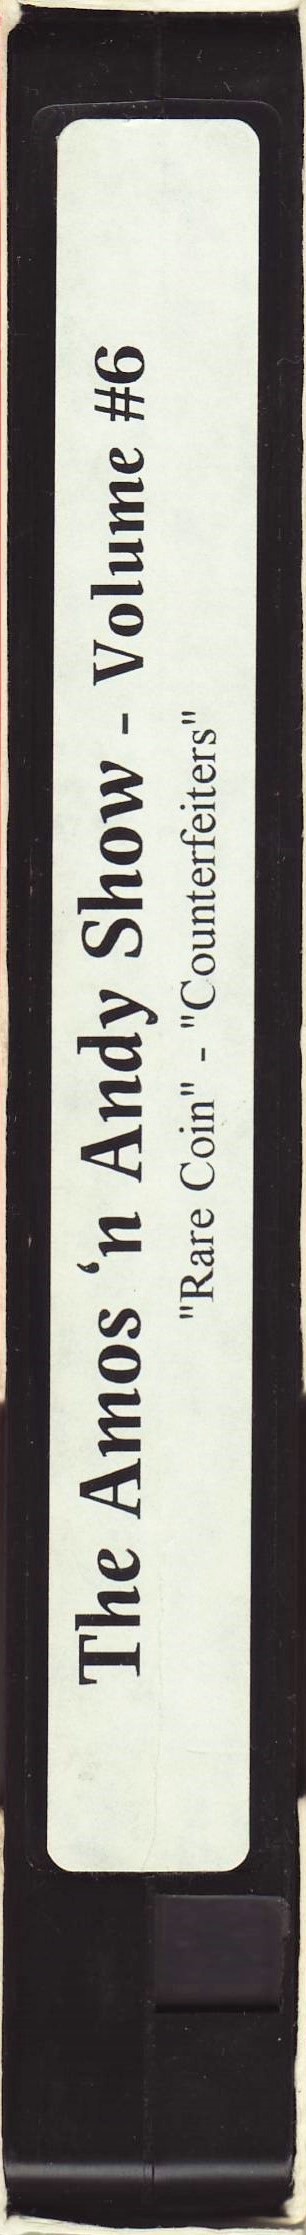 The Amos ‘n Andy Show - Volume #6
"Rare Coin" - "Counterfeiters"